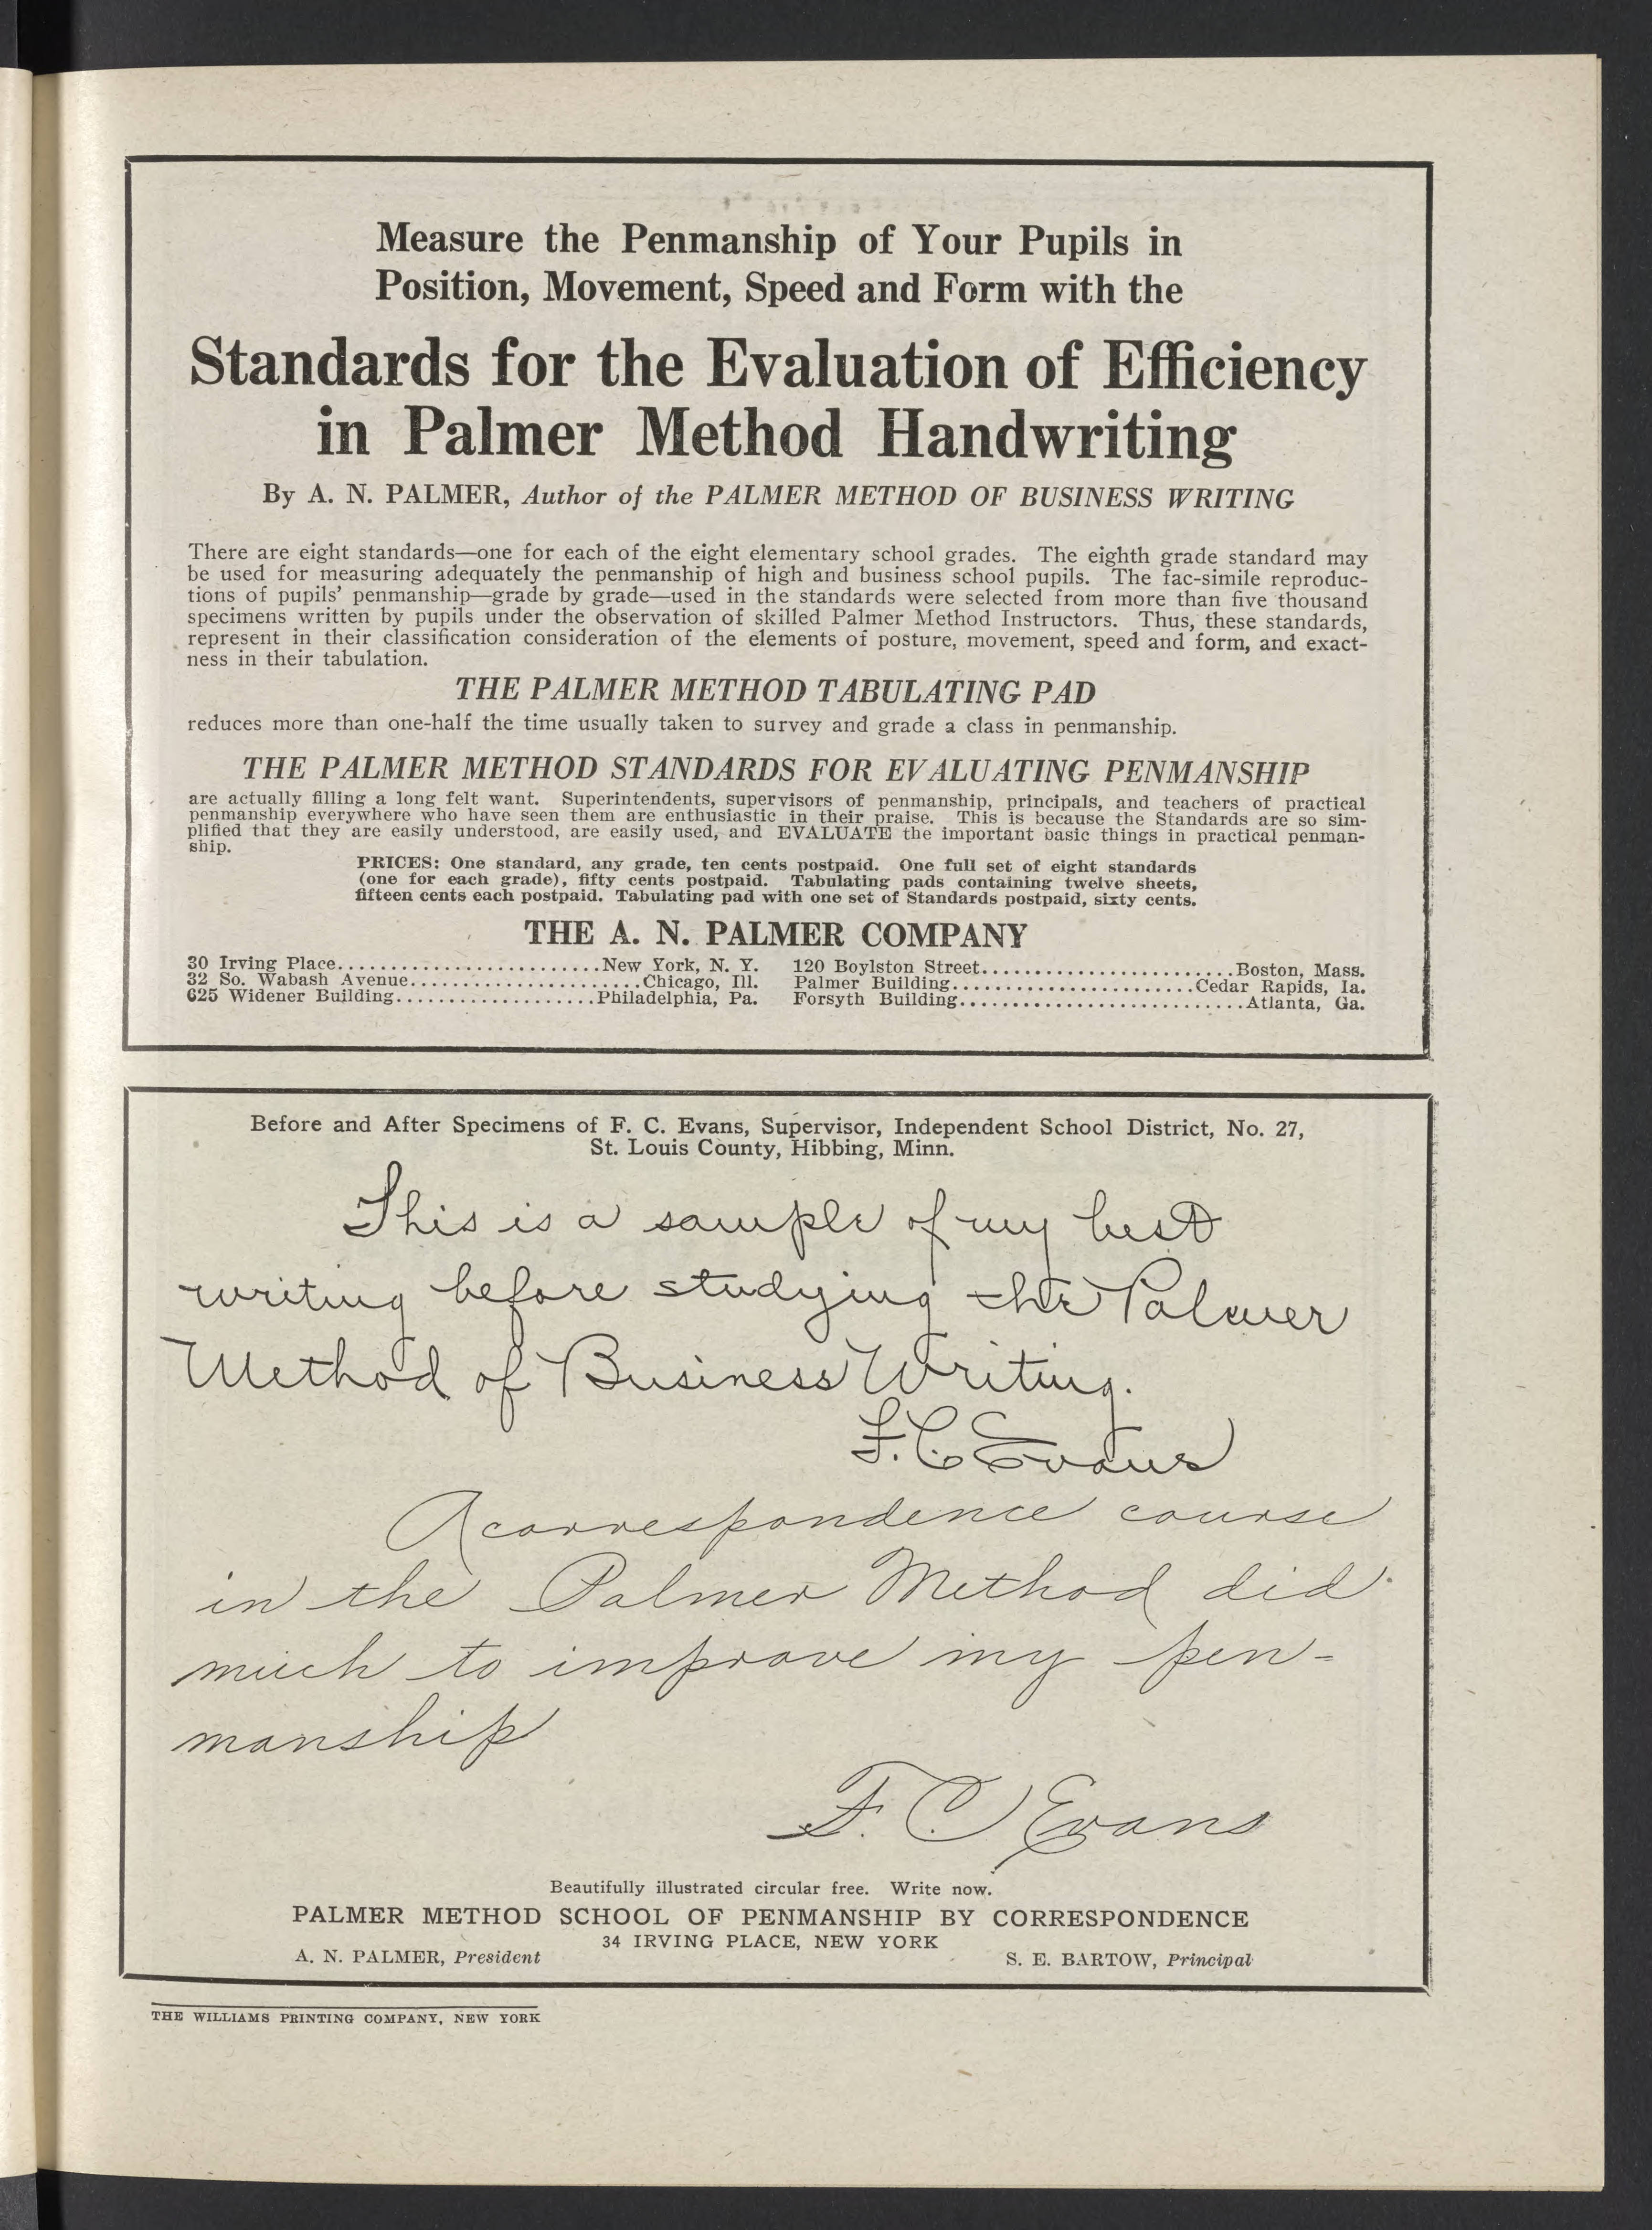 Measure the Penmanship of Your Pupils in
Position, Movement, Speed and Form with the
Standards for the Evaluation of Efficiency
in Palmer Method Handwriting
By A. N. PALMER, Author of the PALMER METHOD OF BUSINESS WRITING
There are eight standards—one for each of the eight elementary school grades. The eighth grade standard may
be used for measuring adequately the penmanship of high and business school pupils. The fac-simile reproduc-
tions of pupils' penmanship—grade by grade—used in the standards were selected from more than five thousand
specimens written by pupils under the observation of skilled Palmer Method Instructors. Thus, these standards,
represent in their classification consideration of the elements of posture, movement, speed and form, and exact-
ness in their tabulation.
THE PALMER METHOD TABULATING PAD
reduces more than one-half the time usually taken to survey and grade a class in penmanship.
THE PALMER METHOD STANDARDS FOR EVALUATING PENMANSHIP
are actually filling a long felt want. Superintendents, supervisors of penmanship, principals, and teachers of practical
penmanship everywhere who have seen them are enthusiastic in their praise. This is because the Standards are so sim-
plified that they are easily understood, are easily used, and EVALUATE the important basic things in practical penman-
ship.
PRICES: One standard, any grade, ten cents postpaid. One full set of eight standards
(one for each grade), fifty cents postpaid. Tabulating pads containing twelve sheets,
fifteen cents each postpaid. Tabulating pad with one set of Standards postpaid, sixty cents.
THE A. N. PALMER COMPANY
30 Irving Place.........................New York, N. Y. 120 Boylston Street........................Boston, Mass.
32 So. Wabash Avenue......................Chicago, Ill. Palmer Building.......................Cedar Rapids, Ia.
625 Widener Building...................Philadelphia, Pa. Forsyth Building...........................Atlanta, Ga.
Before and After Specimens of F. C. Evans, Supervisor, Independent School District, No. 27,
St. Louis County, Hibbing, Minn.
This is a sample of my best
writing before studying the Palmer
Method of Business Writing.
F. C. Evans
A correspondence course
in the Palmer Method did
much to improve my pen-
manship
F. C. Evans
Beautifully illustrated circular free. Write now.
PALMER METHOD SCHOOL OF PENMANSHIP BY CORRESPONDENCE
34 IRVING PLACE, NEW YORK
A. N. PALMER, President S. E. BARTOW, Principal
THE WILLIAMS PRINTING COMPANY, NEW YORK